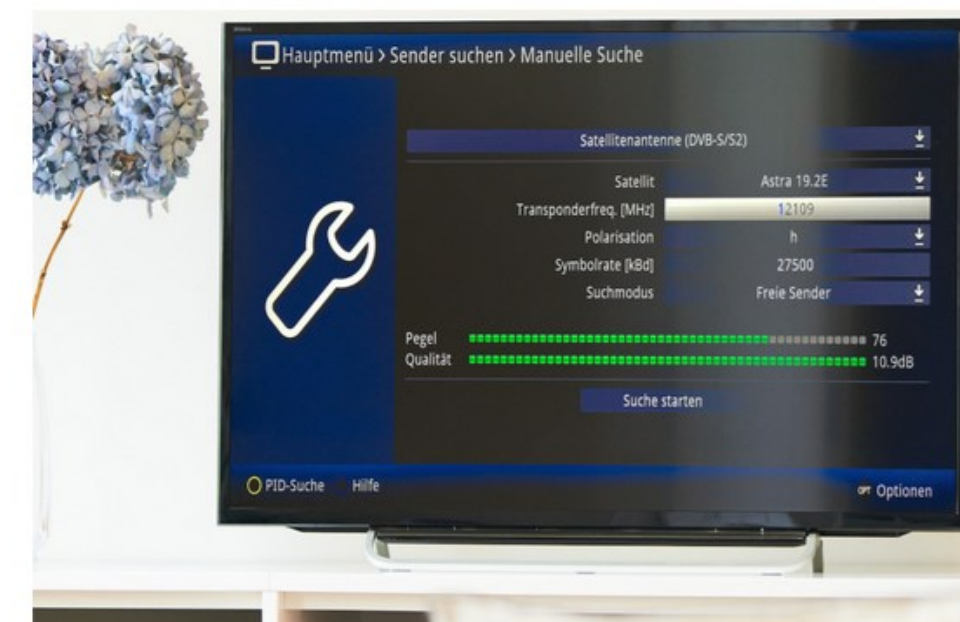 Hauptmenü > Sender suchen > Manuelle Suche
Satellitenantenne (DVB-S/S2)
Satellit Astra 19.2E
Transponderfreq. [MHz] 12109
Polarisation h
Symbolrate [kBd] 27500
Suchmodus Freie Sender
Pegel 76
Qualität 10.9dB
Suche starten
PID-Suche Hilfe OPT Optionen